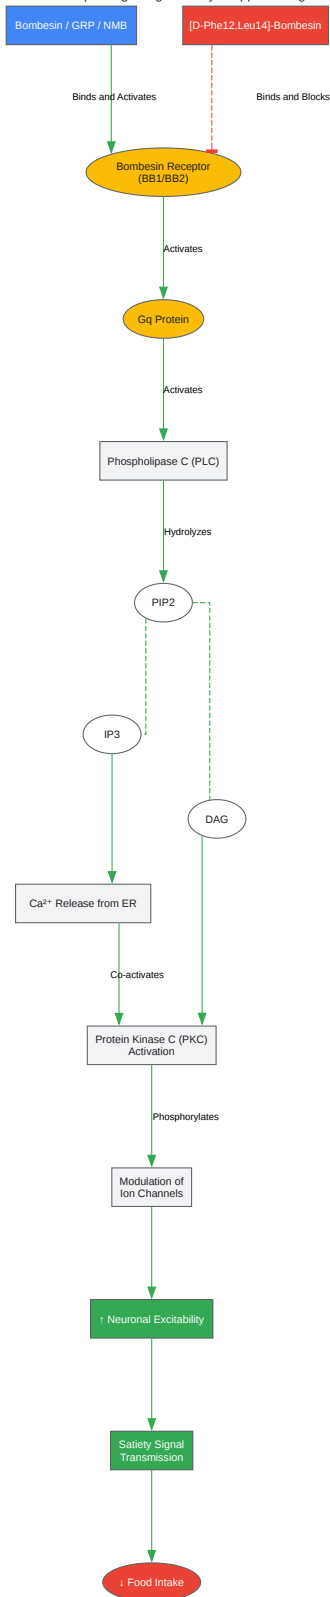 Bombesin / GRP / NMB
[D-Phe12,Leu14]-Bombesin
Binds and Activates
Binds and Blocks
Bombesin Receptor
(BB1/BB2)
Activates
Gq Protein
Activates
Phospholipase C (PLC)
Hydrolyzes
PIP2
IP3
DAG
Ca²⁺ Release from ER
Co-activates
Protein Kinase C (PKC)
Activation
Phosphorylates
Modulation of
Ion Channels
↑ Neuronal Excitability
Satiety Signal
Transmission
↓ Food Intake